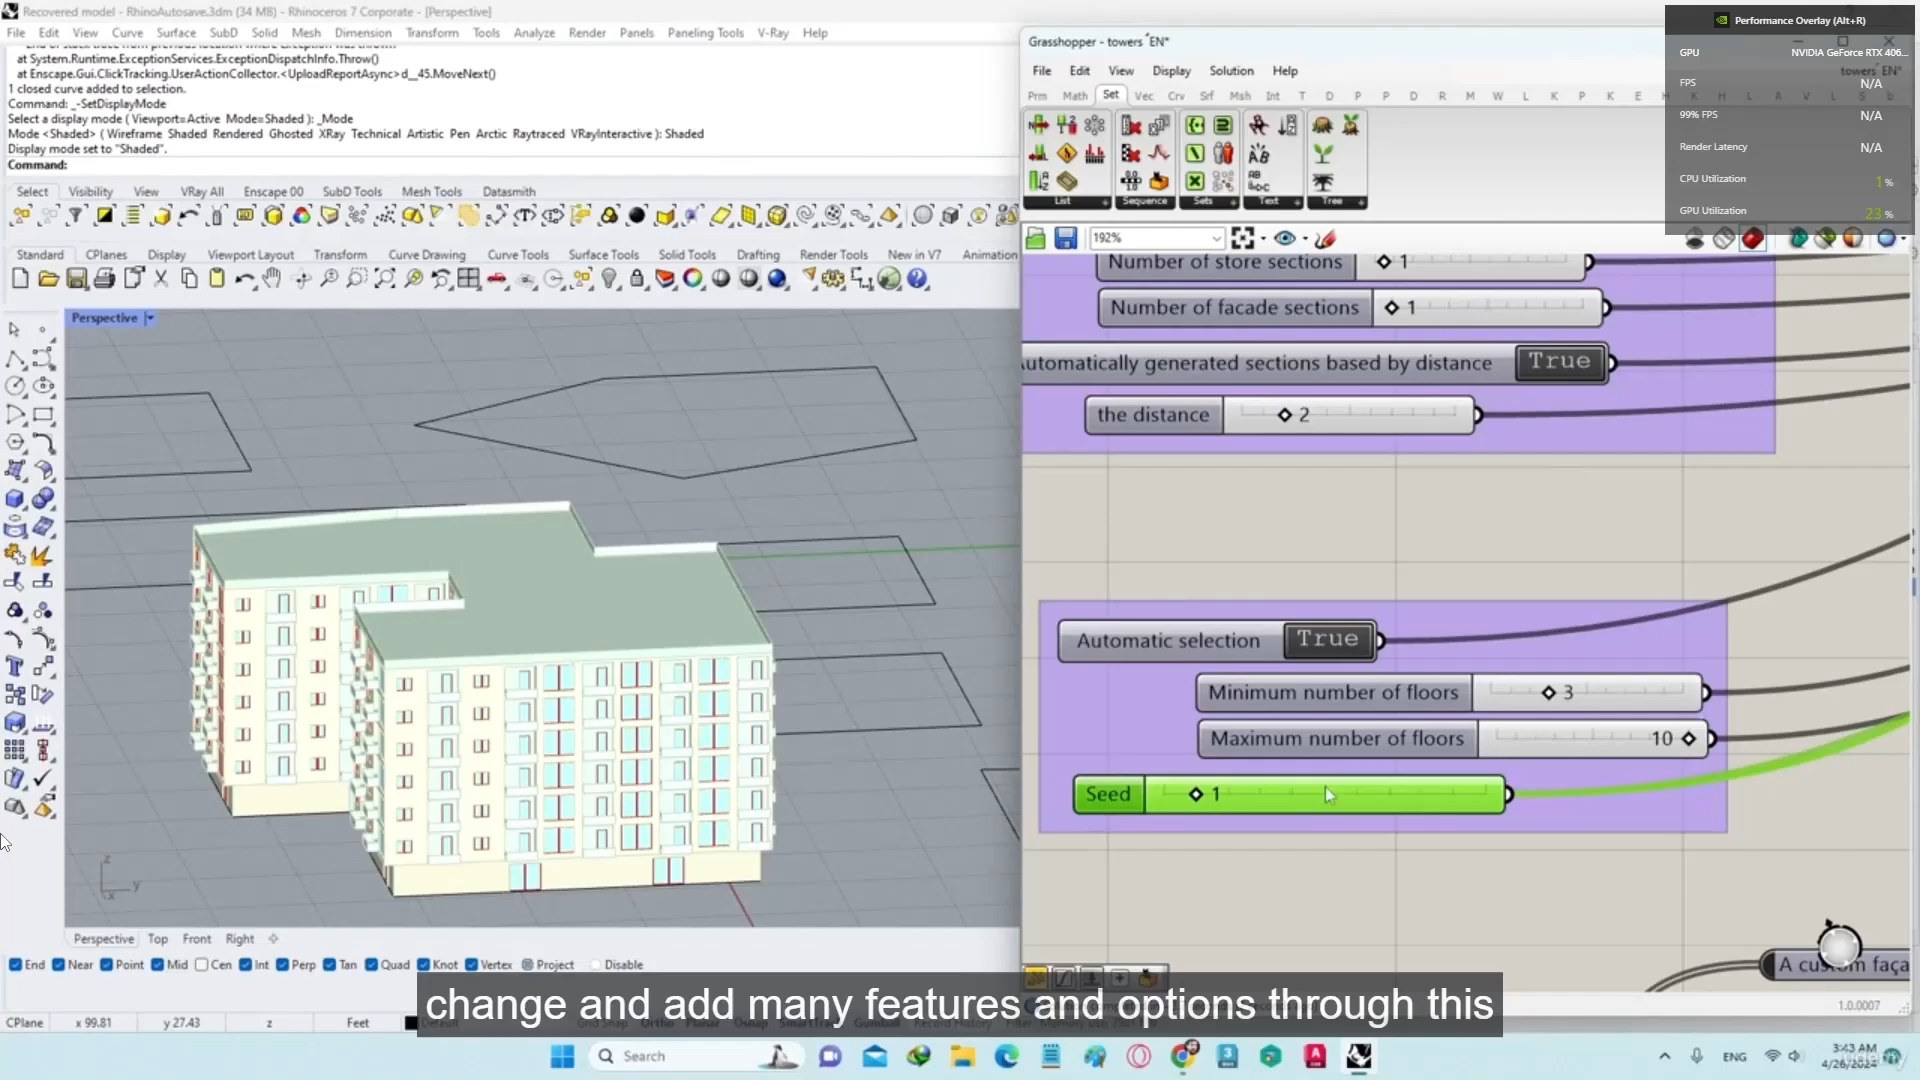 Recovered model - RhinoAutosave.3dm (34 MB) - Rhinoceros 7 Corporate - [Perspective]
File Edit View Curve Surface SubD Solid Mesh Dimension Transform Tools Analyze Render Panels Paneling Tools V-Ray Help
at System.Runtime.ExceptionServices.ExceptionDispatchInfo.Throw()
at Enscape.Gui.ClickTracking.UserActionCollector.<UploadReportAsync>d__45.MoveNext()
1 closed curve added to selection.
Command: _-SetDisplayMode
Select a display mode ( Viewport=Active Mode=Shaded ): _Mode
Mode <Shaded> ( Wireframe Shaded Rendered Ghosted XRay Technical Artistic Pen Arctic Raytraced VRayInteractive ): Shaded
Display mode set to "Shaded".
Command:
Select Visibility View VRay All Enscape 00 SubD Tools Mesh Tools Datasmith
Standard CPlanes Display Viewport Layout Transform Curve Drawing Curve Tools Surface Tools Solid Tools Drafting Render Tools New in V7 Animation
Perspective
z
y
x
Perspective Top Front Right
End Near Point Mid Cen Int Perp Tan Quad Knot Vertex Project Disable
CPlane x 99.81 y 27.43 z Feet Default
Grasshopper - towers EN*
File Edit View Display Solution Help
towers EN*
Prm Math Set Vec Crv Srf Msh Int T D P P D R M W L K P K E
List Sequence Sets Text Tree
192%
Number of store sections 1
Number of facade sections 1
utomatically generated sections based by distance True
the distance 2
Automatic selection True
Minimum number of floors 3
Maximum number of floors 10
Seed 1
A custom faça
1.0.0007
Performance Overlay (Alt+R)
GPU NVIDIA GeForce RTX 406...
FPS N/A
99% FPS N/A
Render Latency N/A
CPU Utilization 1 %
GPU Utilization 23 %
change and add many features and options through this
Search
ENG
3:43 AM
4/26/2024